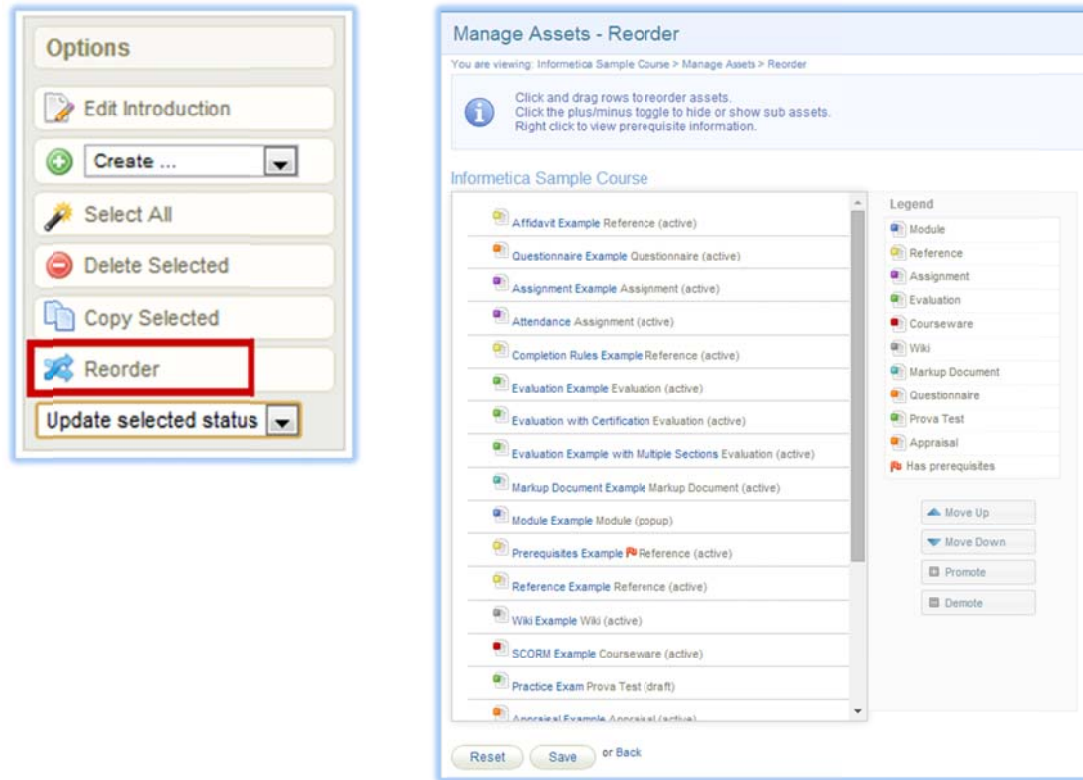 Options
Edit Introduction
Create ...
Select All
Delete Selected
Copy Selected
Reorder
Update selected status
Manage Assets - Reorder
You are viewing: Informetica Sample Course > Manage Assets > Reorder
Click and drag rows to reorder assets.
Click the plus/minus toggle to hide or show sub assets.
Right click to view prerequisite information.
Informetica Sample Course
Affidavit Example Reference (active)
Questionnaire Example Questionnaire (active)
Assignment Example Assignment (active)
Attendance Assignment (active)
Completion Rules Example Reference (active)
Evaluation Example Evaluation (active)
Evaluation with Certification Evaluation (active)
Evaluation Example with Multiple Sections Evaluation (active)
Markup Document Example Markup Document (active)
Module Example Module (popup)
Prerequisites Example Reference (active)
Reference Example Reference (active)
Wiki Example Wiki (active)
SCORM Example Courseware (active)
Practice Exam Prova Test (draft)
Appraisal Example Appraisal (active)
Legend
Module
Reference
Assignment
Evaluation
Courseware
Wiki
Markup Document
Questionnaire
Prova Test
Appraisal
Has prerequisites
Move Up
Move Down
Promote
Demote
Reset
Save
or Back